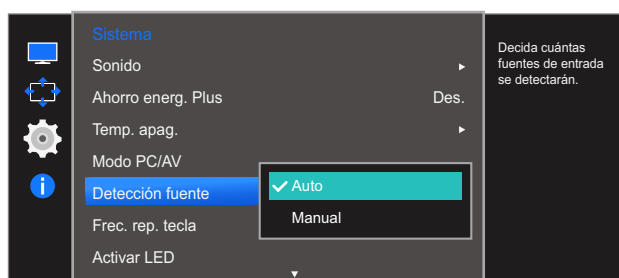 Sistema
Sonido
Ahorro energ. Plus Des.
Temp. apag.
Modo PC/AV
Detección fuente
Auto
Manual
Frec. rep. tecla
Activar LED
Decida cuántas
fuentes de entrada
se detectarán.